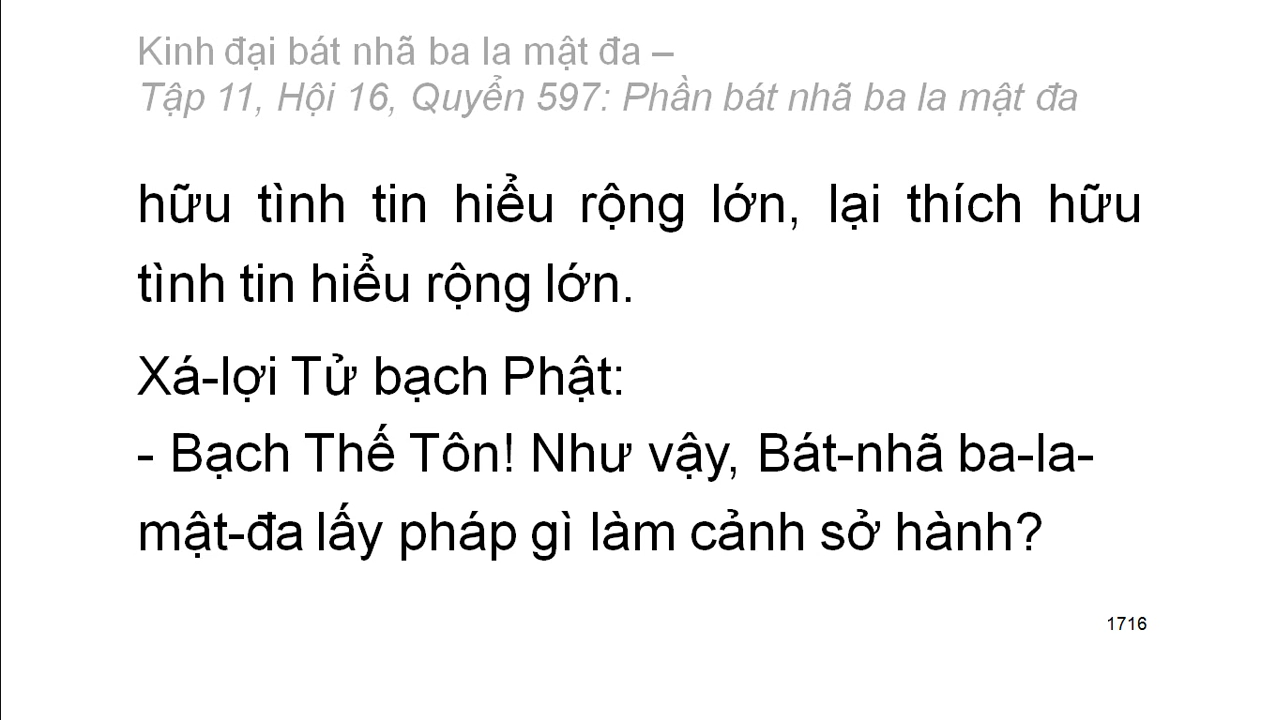 Kinh đại bát nhã ba la mật đa –
Tập 11, Hội 16, Quyển 597: Phần bát nhã ba la mật đa
hữu tình tin hiểu rộng lớn, lại thích hữu
tình tin hiểu rộng lớn.
Xá-lợi Tử bạch Phật:
- Bạch Thế Tôn! Như vậy, Bát-nhã ba-la-
mật-đa lấy pháp gì làm cảnh sở hành?
1716